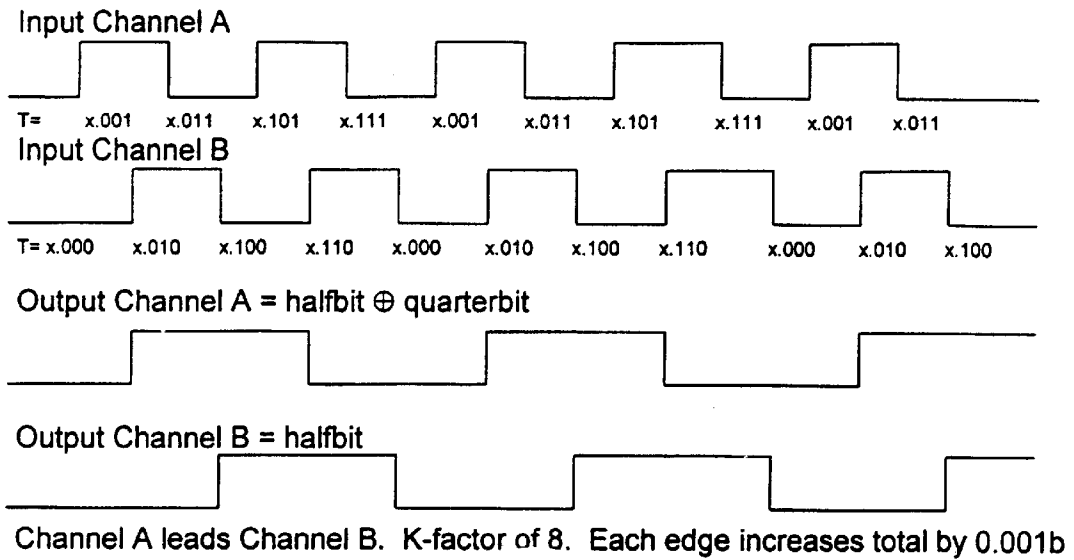 Input Channel A
T= x.001 x.011 x.101 x.111 x.001 x.011 x.101 x.111 x.001 x.011
Input Channel B
T= x.000 x.010 x.100 x.110 x.000 x.010 x.100 x.110 x.000 x.010 x.100
Output Channel A = halfbit ⊕ quarterbit
Output Channel B = halfbit
Channel A leads Channel B. K-factor of 8. Each edge increases total by 0.001b